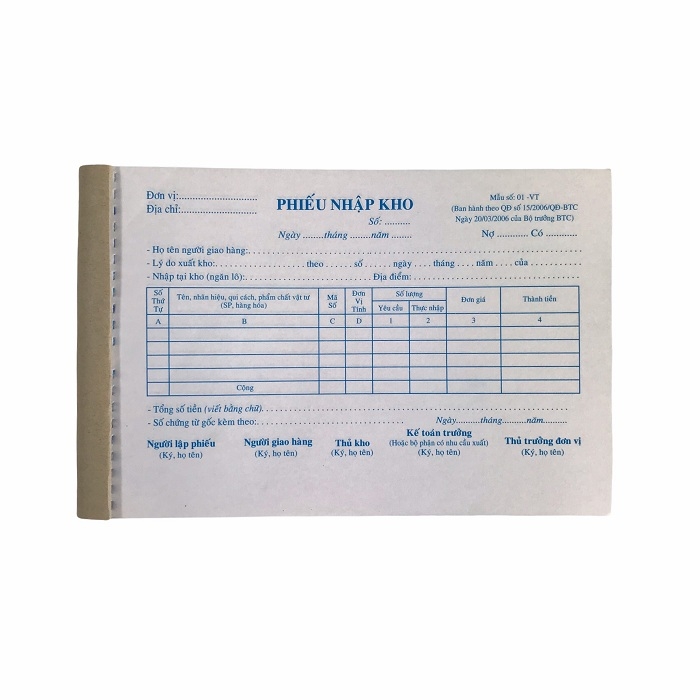 Đơn vị:............................
Địa chỉ:............................
PHIẾU NHẬP KHO
Số: ..........
Ngày ........tháng ........năm ........
Mẫu số: 01 -VT
(Ban hành theo QĐ số 15/2006/QĐ-BTC
Ngày 20/03/2006 của Bộ trưởng BTC)
Nợ ............ Có ............
- Họ tên người giao hàng:. . . . . . . . . . . . . . . . . . . . . . . . . . . . . . . . . . . . . . . . . . . . . . . . . . . . . . . .
- Lý do xuất kho:. . . . . . . . . . . . . . . . theo . . . . . . số . . . . . . ngày . . . . tháng . . . . năm . . . . của . . . . . . . . . .
- Nhập tại kho (ngăn lô):. . . . . . . . . . . . . . . . . . . . . . . Địa điểm: . . . . . . . . . . . . . . . . . . . . . . . . . . . . . .
Số Thứ Tự Tên, nhãn hiệu, qui cách, phẩm chất vật tư (SP, hàng hóa) Mã Số Đơn Vị Tính Số lượng Đơn giá Thành tiền
Yêu cầu Thực nhập
A B C D 1 2 3 4
Cộng
- Tổng số tiền (viết bằng chữ). . . . . . . . . . . . . . . . . . . . . . . . . . . . . . . . . . . . . . . . . . . . . . . . . . . .
- Số chứng từ gốc kèm theo:. . . . . . . . . . . . . . . . . . . . . . . . . . . .
Ngày........tháng.........năm.........
Người lập phiếu
(Ký, họ tên)
Người giao hàng
(Ký, họ tên)
Thủ kho
(Ký, họ tên)
Kế toán trưởng
(Hoặc bộ phận có nhu cầu xuất)
(Ký, họ tên)
Thủ trưởng đơn vị
(Ký, họ tên)